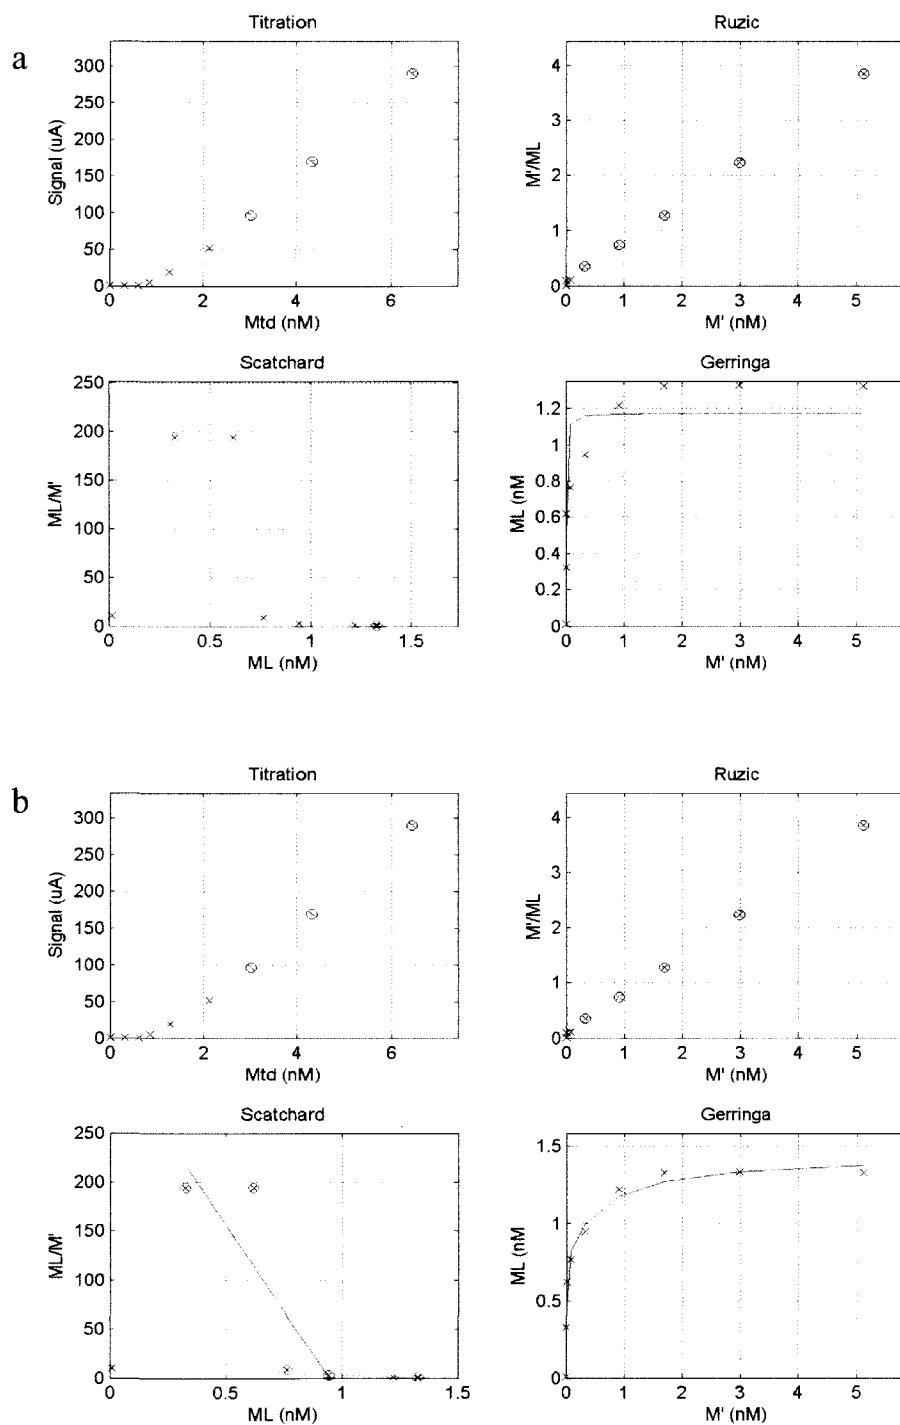 a
Titration
Signal (uA)
300
250
200
150
100
50
0
0 2 4 6
Mtd (nM)
Ruzic
M'/ML
4
3
2
1
0
0 1 2 3 4 5
M' (nM)
Scatchard
ML/M'
250
200
150
100
50
0
0 0.5 1 1.5
ML (nM)
Gerringa
ML (nM
1.2
1
0.8
0.6
0.4
0.2
0
0 1 2 3 4 5
M' (nM)
b
Titration
Signal (uA)
300
250
200
150
100
50
0
0 2 4 6
Mtd (nM)
Ruzic
M'/ML
4
3
2
1
0
0 1 2 3 4 5
M' (nM)
Scatchard
ML/M'
250
200
150
100
50
0
0 0.5 1 1.5
ML (nM)
Gerringa
ML (nM
1.5
1
0.5
0
0 1 2 3 4 5
M' (nM)